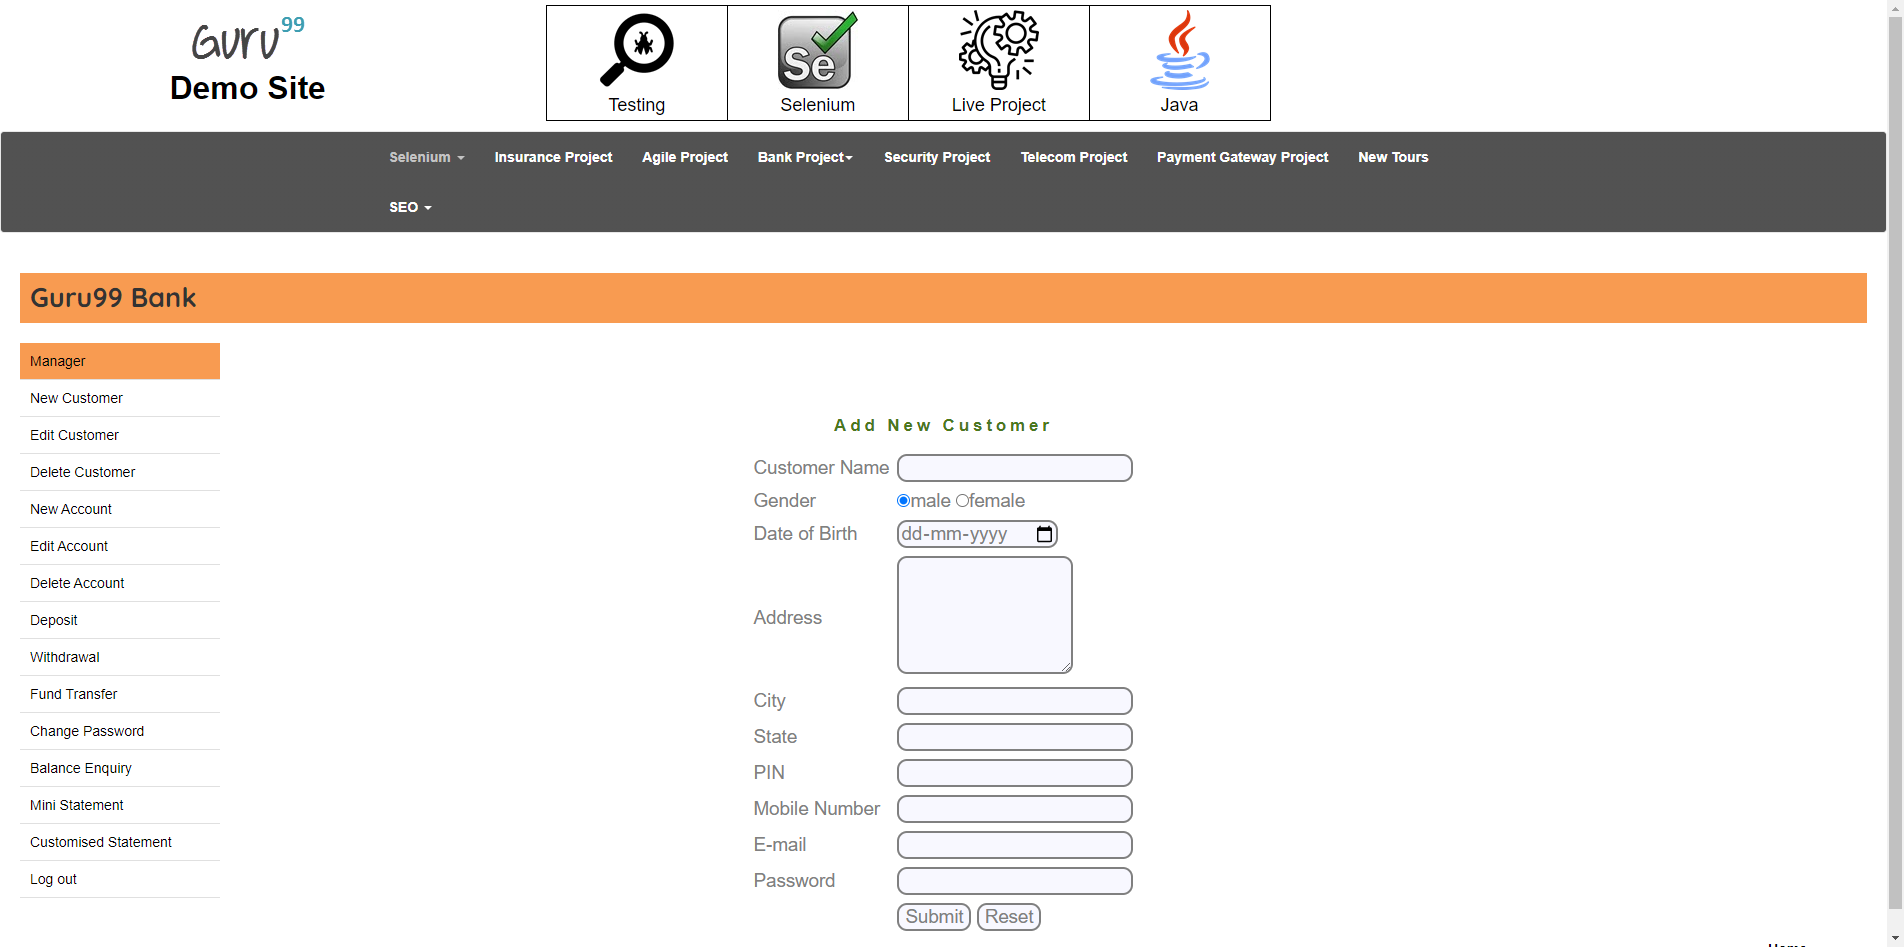 Guru99
Demo Site
Testing
Se
Selenium
Live Project
Java
Selenium Insurance Project Agile Project Bank Project Security Project Telecom Project Payment Gateway Project New Tours
SEO
Guru99 Bank
Manager
New Customer
Edit Customer
Delete Customer
New Account
Edit Account
Delete Account
Deposit
Withdrawal
Fund Transfer
Change Password
Balance Enquiry
Mini Statement
Customised Statement
Log out
Add New Customer
Customer Name
Gender male female
Date of Birth dd-mm-yyyy
Address
City
State
PIN
Mobile Number
E-mail
Password
Submit Reset